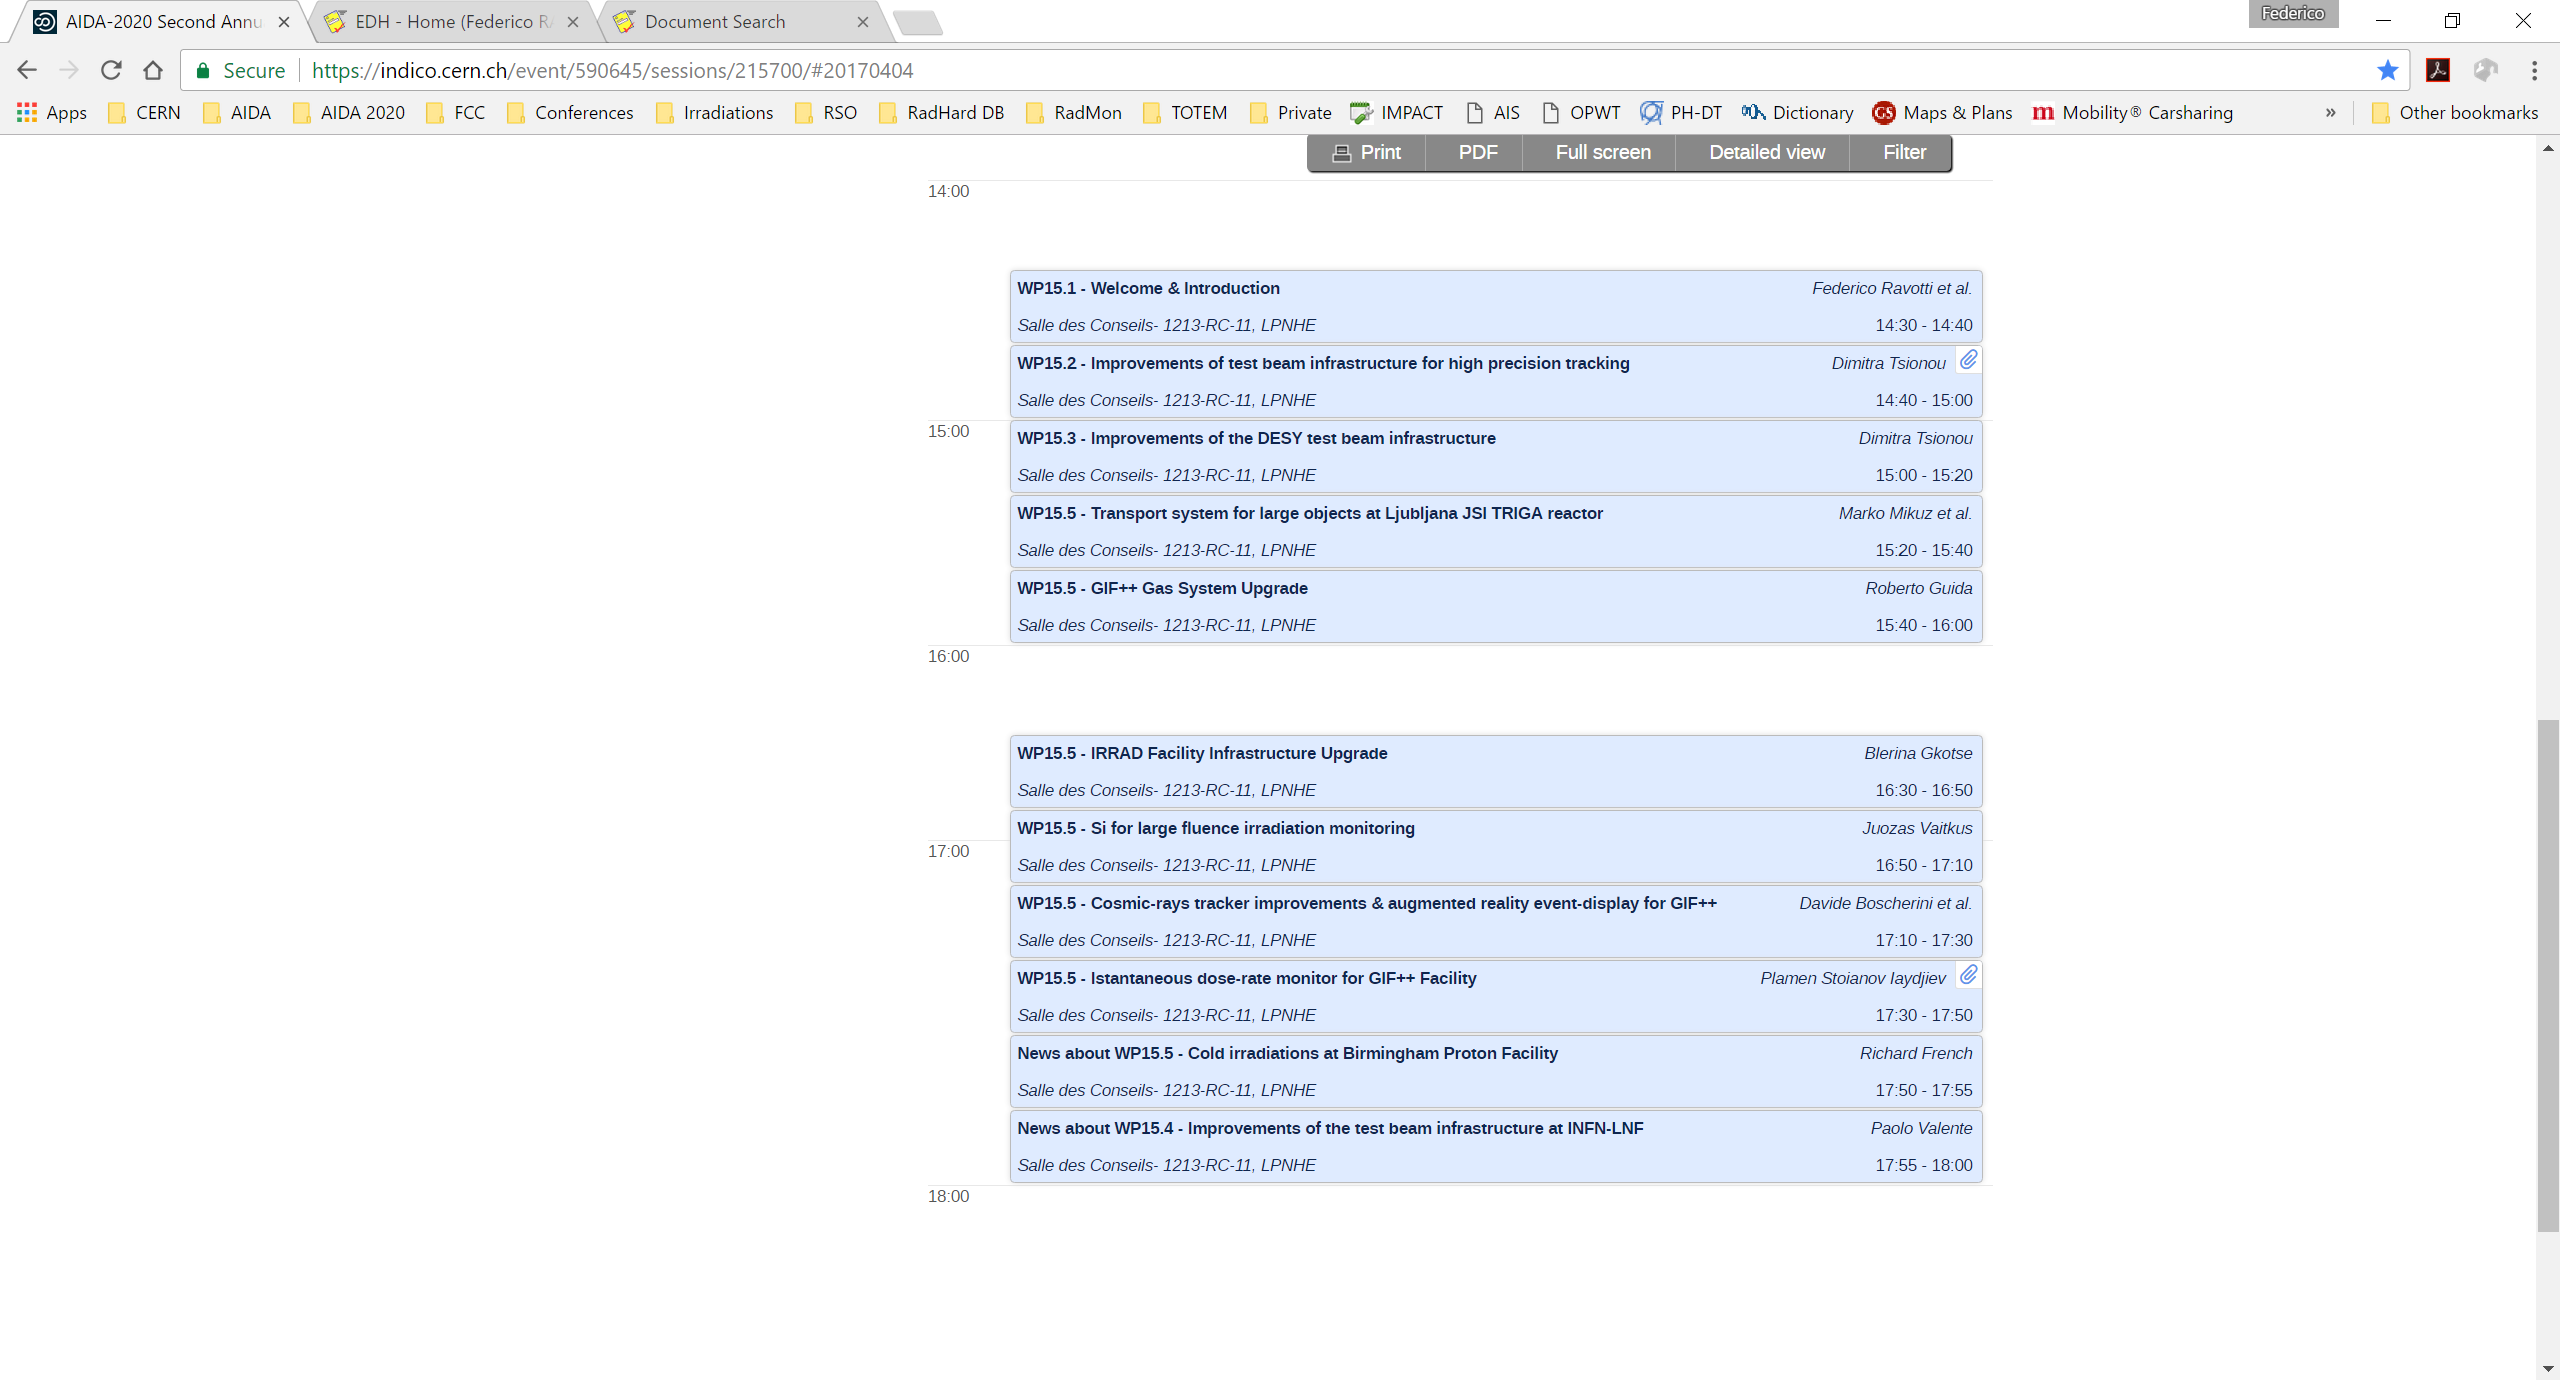 AIDA-2020 Second Annu
EDH - Home (Federico R
Document Search
Federico
Secure https://indico.cern.ch/event/590645/sessions/215700/#20170404
Apps CERN AIDA AIDA 2020 FCC Conferences Irradiations RSO RadHard DB RadMon TOTEM Private IMPACT AIS OPWT PH-DT Dictionary GS Maps & Plans m Mobility® Carsharing » Other bookmarks
Print PDF Full screen Detailed view Filter
14:00
WP15.1 - Welcome & Introduction Federico Ravotti et al.
Salle des Conseils- 1213-RC-11, LPNHE 14:30 - 14:40
WP15.2 - Improvements of test beam infrastructure for high precision tracking Dimitra Tsionou
Salle des Conseils- 1213-RC-11, LPNHE 14:40 - 15:00
15:00
WP15.3 - Improvements of the DESY test beam infrastructure Dimitra Tsionou
Salle des Conseils- 1213-RC-11, LPNHE 15:00 - 15:20
WP15.5 - Transport system for large objects at Ljubljana JSI TRIGA reactor Marko Mikuz et al.
Salle des Conseils- 1213-RC-11, LPNHE 15:20 - 15:40
WP15.5 - GIF++ Gas System Upgrade Roberto Guida
Salle des Conseils- 1213-RC-11, LPNHE 15:40 - 16:00
16:00
WP15.5 - IRRAD Facility Infrastructure Upgrade Blerina Gkotse
Salle des Conseils- 1213-RC-11, LPNHE 16:30 - 16:50
WP15.5 - Si for large fluence irradiation monitoring Juozas Vaitkus
17:00
Salle des Conseils- 1213-RC-11, LPNHE 16:50 - 17:10
WP15.5 - Cosmic-rays tracker improvements & augmented reality event-display for GIF++ Davide Boscherini et al.
Salle des Conseils- 1213-RC-11, LPNHE 17:10 - 17:30
WP15.5 - Istantaneous dose-rate monitor for GIF++ Facility Plamen Stoianov Iaydjiev
Salle des Conseils- 1213-RC-11, LPNHE 17:30 - 17:50
News about WP15.5 - Cold irradiations at Birmingham Proton Facility Richard French
Salle des Conseils- 1213-RC-11, LPNHE 17:50 - 17:55
News about WP15.4 - Improvements of the test beam infrastructure at INFN-LNF Paolo Valente
Salle des Conseils- 1213-RC-11, LPNHE 17:55 - 18:00
18:00